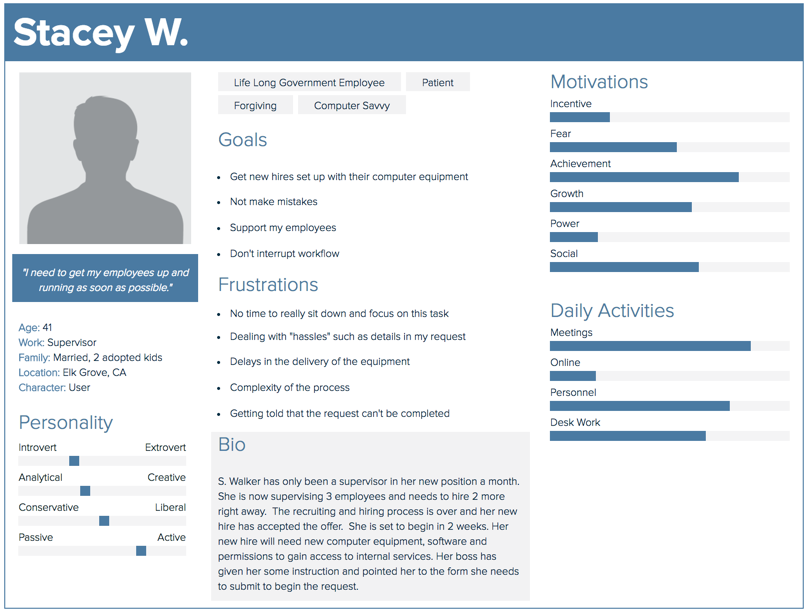 Stacey W.
"I need to get my employees up and
running as soon as possible."
Age: 41
Work: Supervisor
Family: Married, 2 adopted kids
Location: Elk Grove, CA
Character: User
Personality
Introvert Extrovert
Analytical Creative
Conservative Liberal
Passive Active
Life Long Government Employee Patient
Forgiving Computer Savvy
Goals
• Get new hires set up with their computer equipment
• Not make mistakes
• Support my employees
• Don't interrupt workflow
Frustrations
• No time to really sit down and focus on this task
• Dealing with "hassles" such as details in my request
• Delays in the delivery of the equipment
• Complexity of the process
• Getting told that the request can't be completed
Bio
S. Walker has only been a supervisor in her new position a month.
She is now supervising 3 employees and needs to hire 2 more
right away. The recruiting and hiring process is over and her new
hire has accepted the offer. She is set to begin in 2 weeks. Her
new hire will need new computer equipment, software and
permissions to gain access to internal services. Her boss has
given her some instruction and pointed her to the form she needs
to submit to begin the request.
Motivations
Incentive
Fear
Achievement
Growth
Power
Social
Daily Activities
Meetings
Online
Personnel
Desk Work